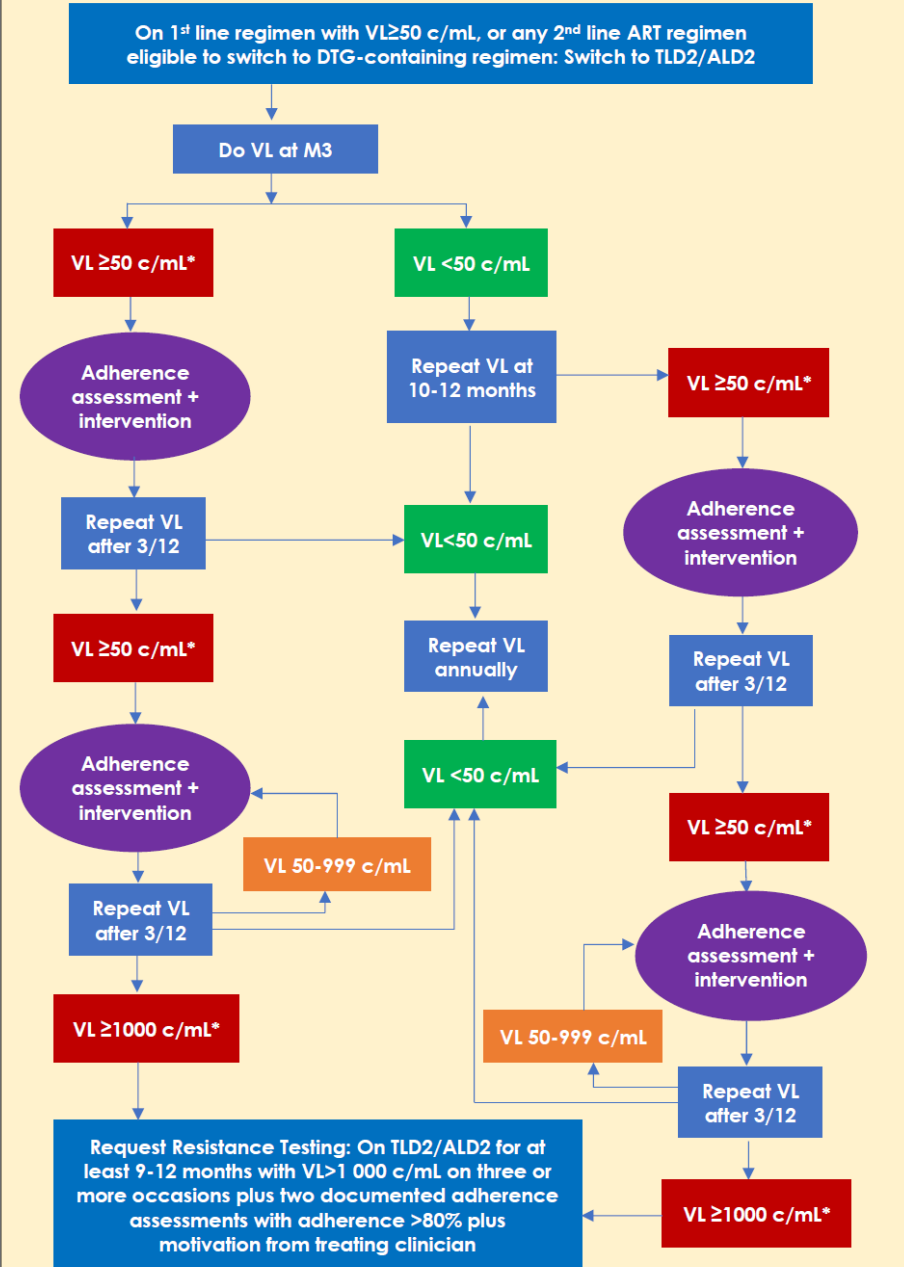 On 1st line regimen with VL≥50 c/mL, or any 2nd line ART regimen
eligible to switch to DTG-containing regimen: Switch to TLD2/ALD2
Do VL at M3
VL ≥50 c/mL*
VL <50 c/mL
Adherence
assessment +
intervention
Repeat VL at
10-12 months
VL ≥50 c/mL*
Repeat VL
after 3/12
VL<50 c/mL
Adherence
assessment +
intervention
VL ≥50 c/mL*
Repeat VL
annually
Repeat VL
after 3/12
Adherence
assessment +
intervention
VL <50 c/mL
VL ≥50 c/mL*
VL 50-999 c/mL
Repeat VL
after 3/12
Adherence
assessment +
intervention
VL ≥1000 c/mL*
VL 50-999 c/mL
Repeat VL
after 3/12
Request Resistance Testing: On TLD2/ALD2 for at
least 9-12 months with VL>1 000 c/mL on three or
more occasions plus two documented adherence
assessments with adherence >80% plus
motivation from treating clinician
VL ≥1000 c/mL*